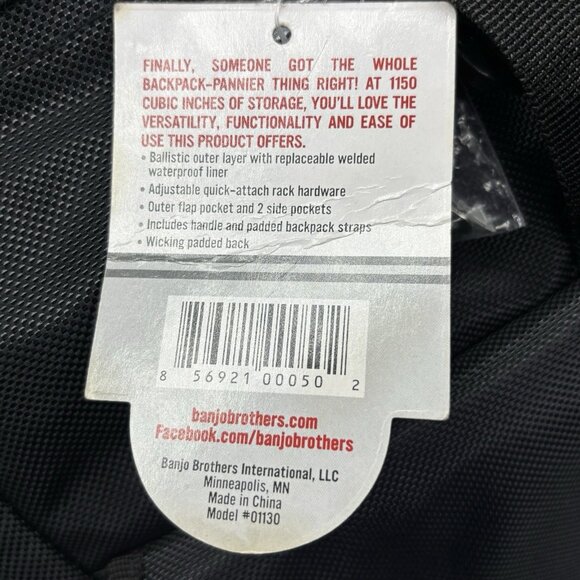 FINALLY, SOMEONE GOT THE WHOLE
BACKPACK-PANNIER THING RIGHT! AT 1150
CUBIC INCHES OF STORAGE, YOU'LL LOVE THE
VERSATILITY, FUNCTIONALITY AND EASE OF
USE THIS PRODUCT OFFERS.
• Ballistic outer layer with replaceable welded
waterproof liner
• Adjustable quick-attach rack hardware
• Outer flap pocket and 2 side pockets
• Includes handle and padded backpack straps
• Wicking padded back
8 56921 00050 2
banjobrothers.com
Facebook.com/banjobrothers
Banjo Brothers International, LLC
Minneapolis, MN
Made in China
Model #01130